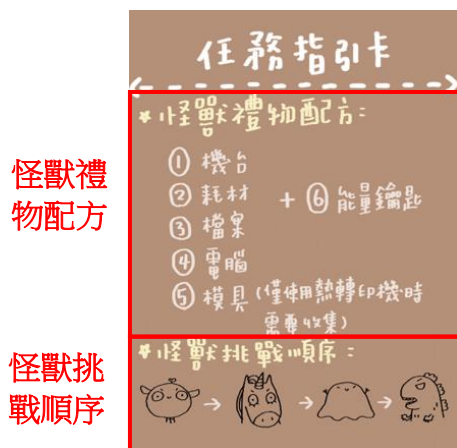 任務指引卡
怪獸禮
物配方
*怪獸禮物配方:
① 機台
② 耗材
③ 檔案
+ ⑥ 能量鑰匙
④ 電腦
⑤ 模具(僅使用熱轉印機時
需要收集)
怪獸挑
戰順序
*怪獸挑戰順序: